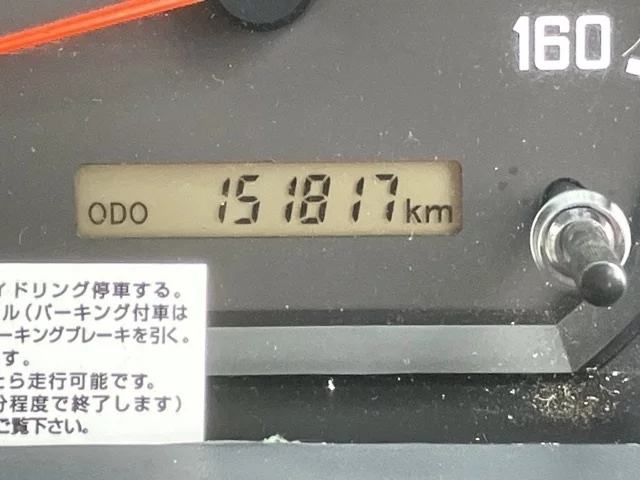 160
ODO 151817 km
イドリング停車する。
ル(パーキング付車は
ーキングブレーキを引く。
す。
たら走行可能です。
分程度で終了します)
ご覧下さい。